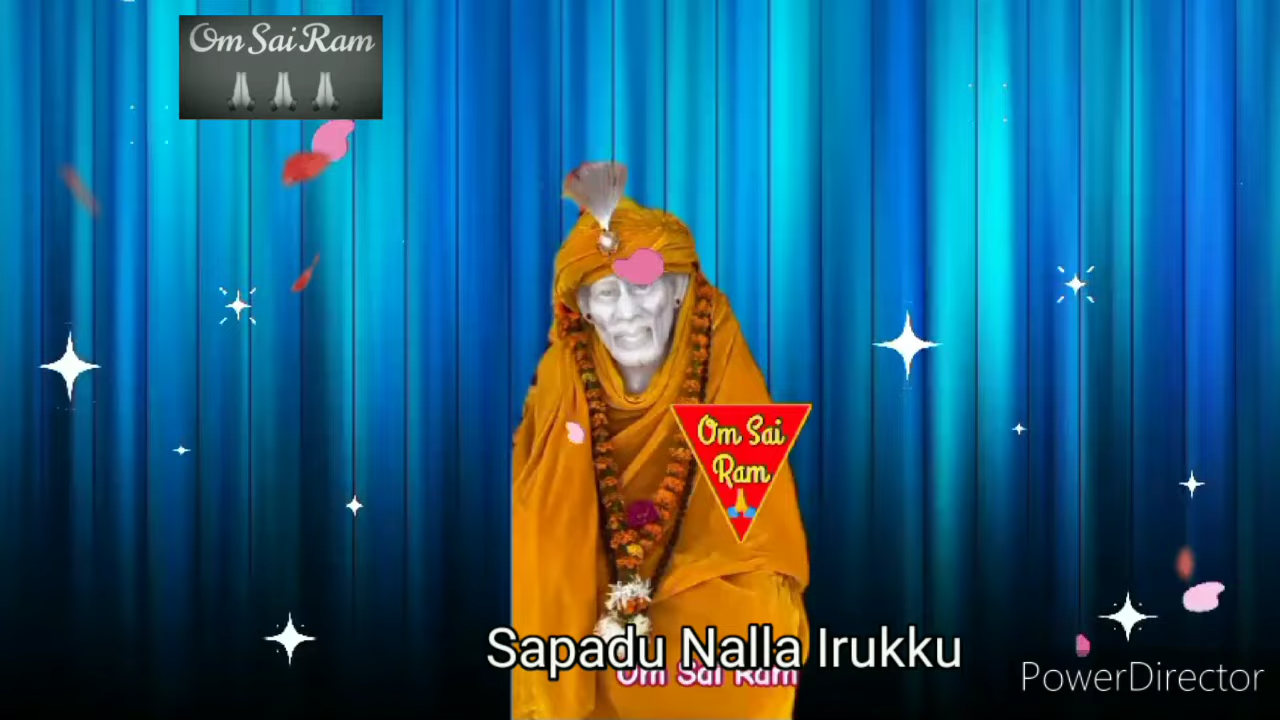 Om Sai Ram
🙏 🙏 🙏
Om Sai
Ram
🙏
Sapadu Nalla Irukku
Om Sai Ram
PowerDirector